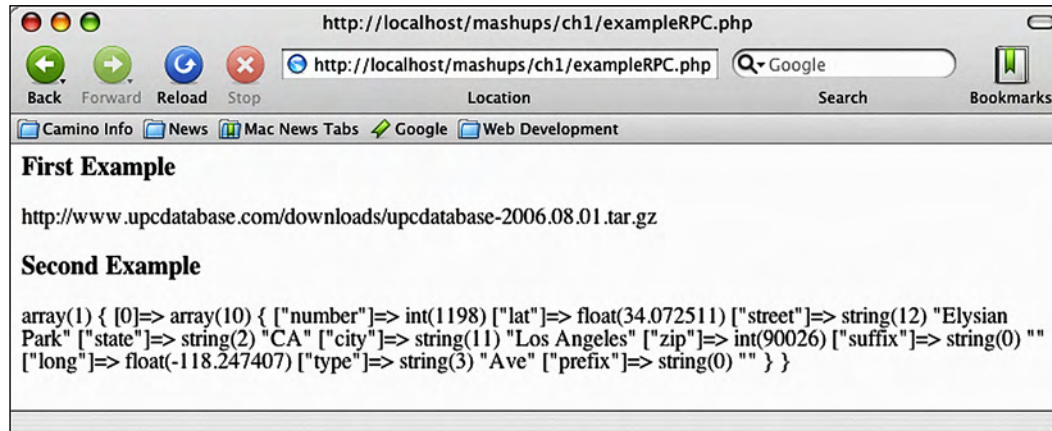 http://localhost/mashups/ch1/exampleRPC.php
http://localhost/mashups/ch1/exampleRPC.php Google
Back Forward Reload Stop Location Search Bookmarks
Camino Info News Mac News Tabs Google Web Development
First Example
http://www.upcdatabase.com/downloads/upcdatabase-2006.08.01.tar.gz
Second Example
array(1) { [0]=> array(10) { ["number"]=> int(1198) ["lat"]=> float(34.072511) ["street"]=> string(12) "Elysian
Park" ["state"]=> string(2) "CA" ["city"]=> string(11) "Los Angeles" ["zip"]=> int(90026) ["suffix"]=> string(0) ""
["long"]=> float(-118.247407) ["type"]=> string(3) "Ave" ["prefix"]=> string(0) "" } }